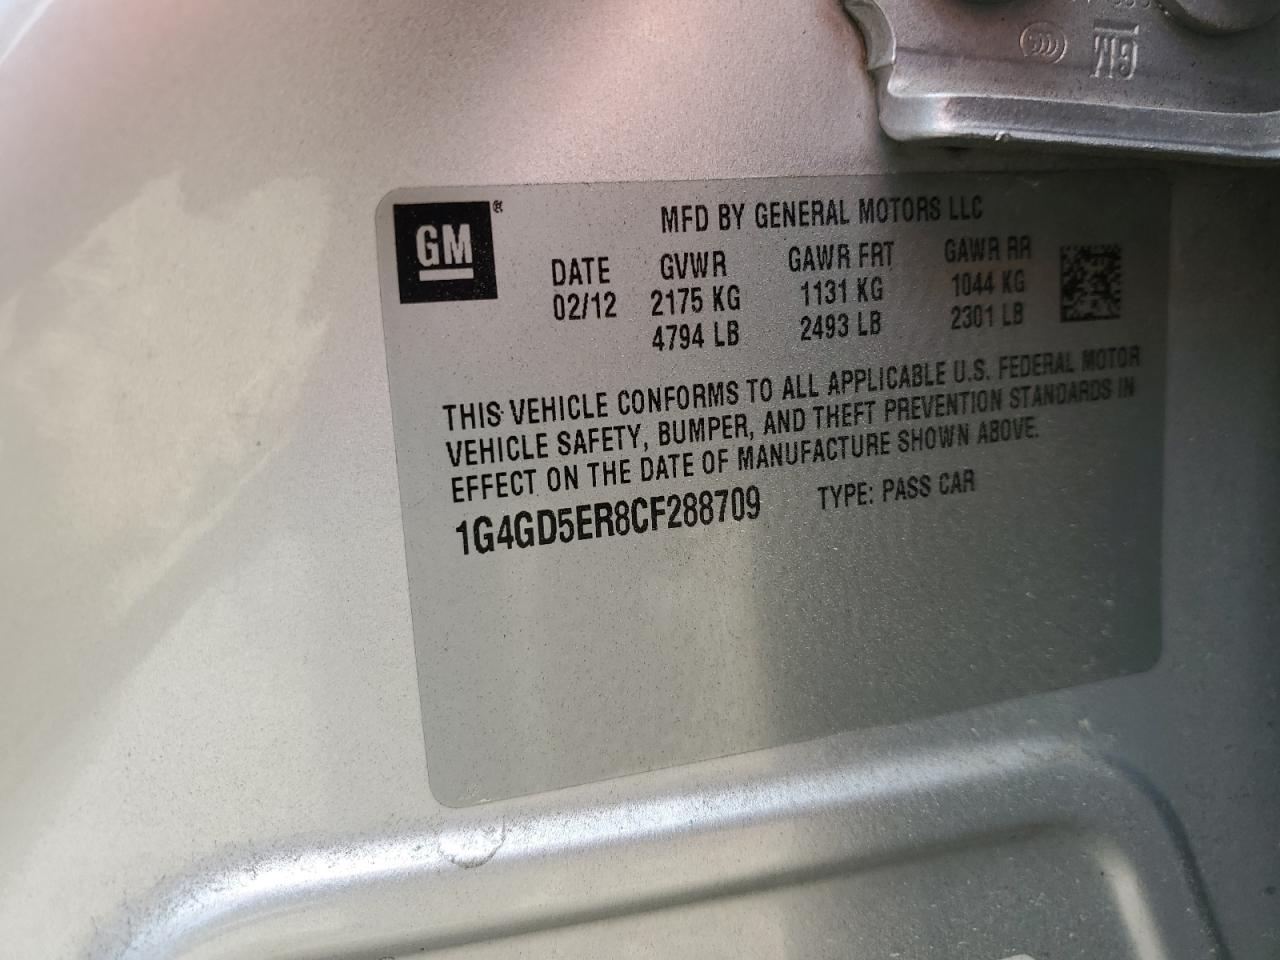 GM®
MFD BY GENERAL MOTORS LLC
DATE GVWR GAWR FRT GAWR RR
02/12 2175 KG 1131 KG 1044 KG
4794 LB 2493 LB 2301 LB
THIS VEHICLE CONFORMS TO ALL APPLICABLE U.S. FEDERAL MOTOR
VEHICLE SAFETY, BUMPER, AND THEFT PREVENTION STANDARDS IN
EFFECT ON THE DATE OF MANUFACTURE SHOWN ABOVE.
1G4GD5ER8CF288709 TYPE: PASS CAR